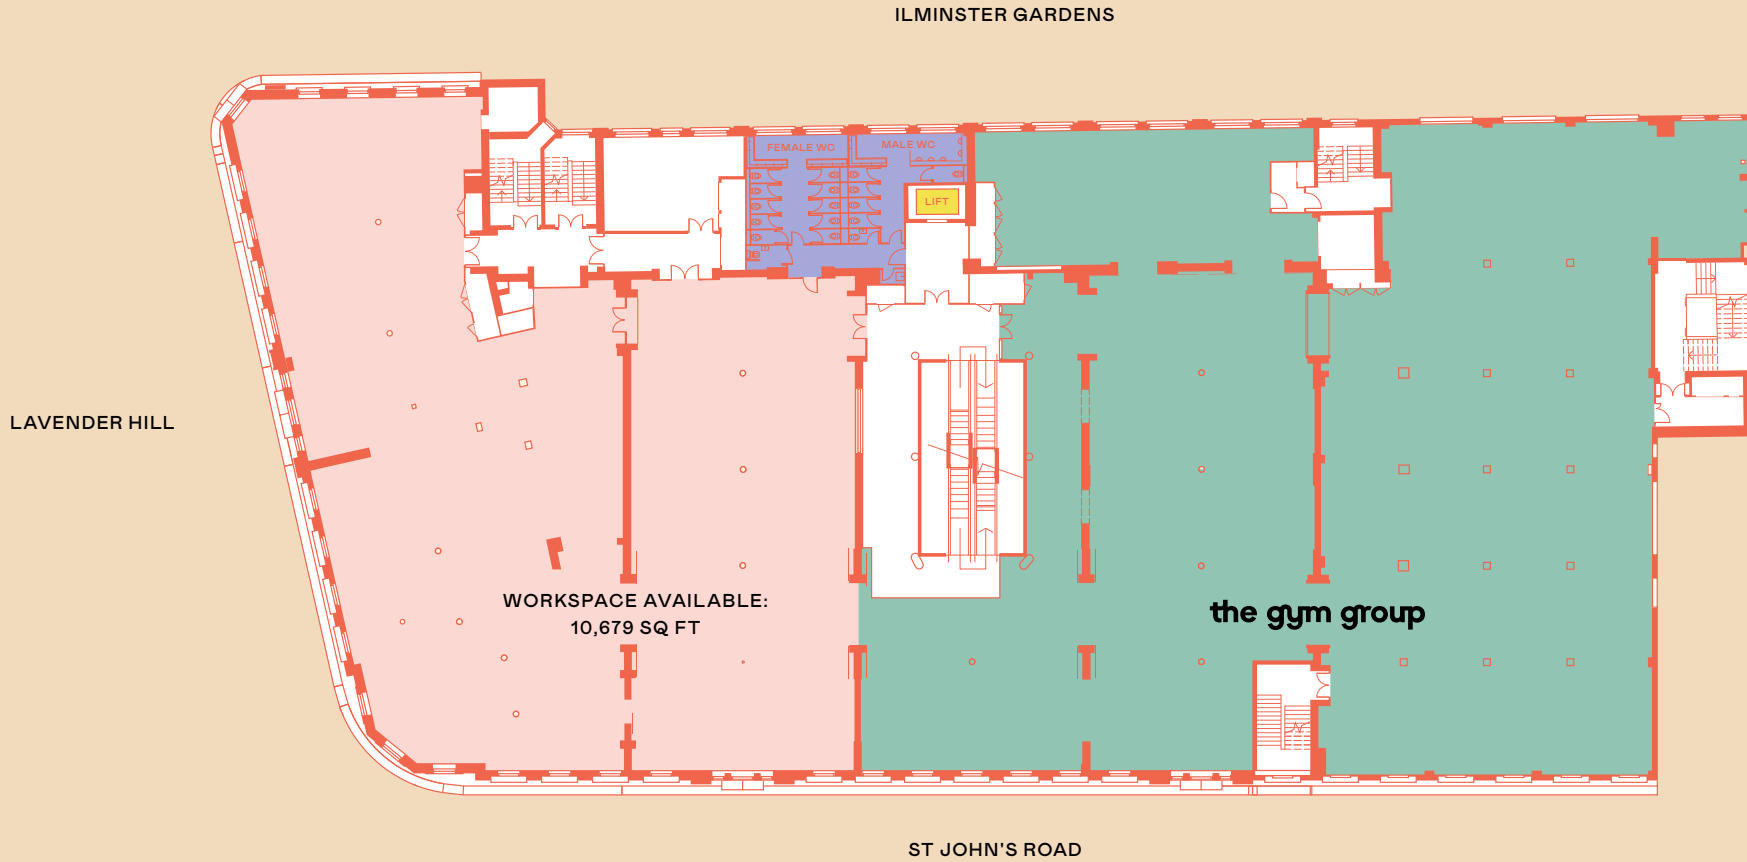 ILMINSTER GARDENS
FEMALE WC
MALE WC
LIFT
LAVENDER HILL
WORKSPACE AVAILABLE:
10,679 SQ FT
the gym group
ST JOHN'S ROAD